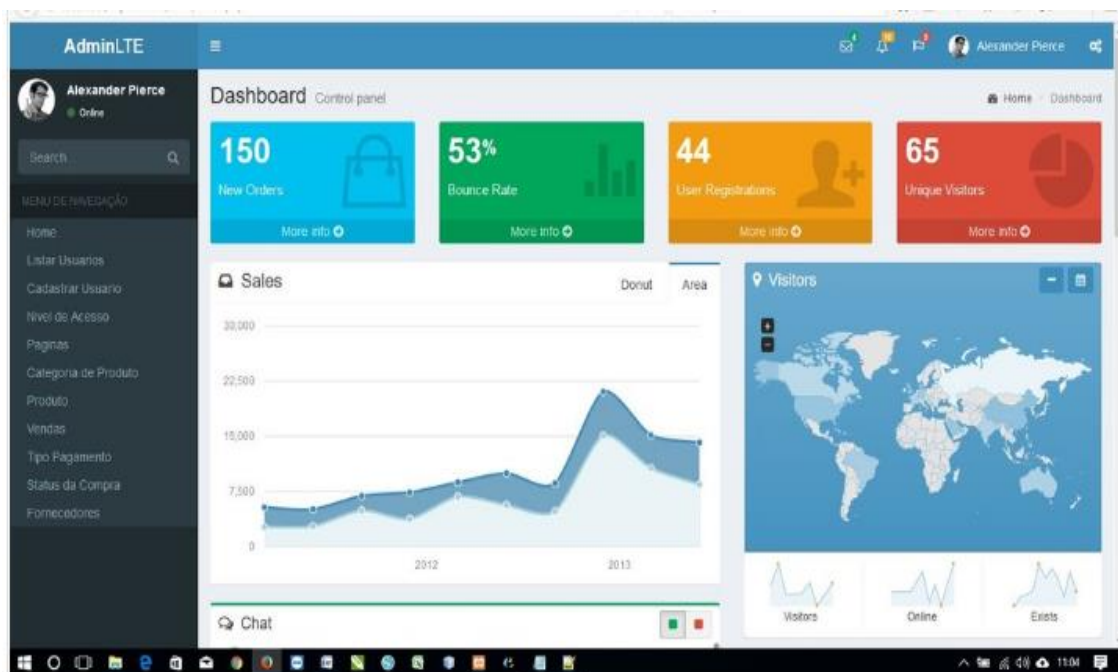 AdminLTE
Alexander Pierce
Alexander Pierce
Online
Search
MENU DE NAVEGAÇÃO
Home
Listar Usuarios
Cadastrar Usuario
Nivel de Acesso
Paginas
Categoria de Produto
Produto
Vendas
Tipo Pagamento
Status da Compra
Fornecedores
Dashboard Control panel
Home Dashboard
150
New Orders
More info
53%
Bounce Rate
More info
44
User Registrations
More info
65
Unique Visitors
More info
Sales
Donut Area
30,000
22,500
15,000
7,500
0
2012 2013
Visitors
+
-
Visitors Online Exists
Chat
11:04